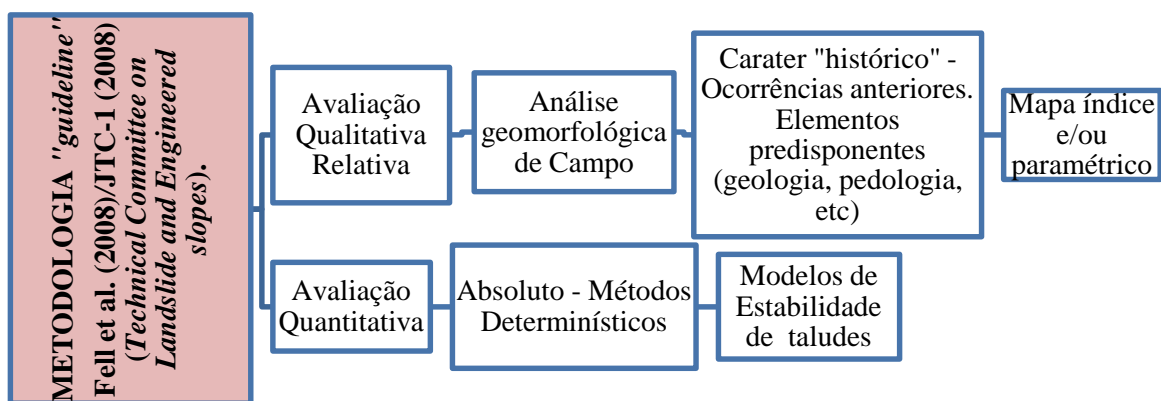 METODOLOGIA "guideline"
Fell et al. (2008)/JTC-1 (2008)
(Technical Committee on
Landslide and Engineered
slopes).
Avaliação
Qualitativa
Relativa
Análise
geomorfológica
de Campo
Carater "histórico" -
Ocorrências anteriores.
Elementos
predisponentes
(geologia, pedologia,
etc)
Mapa índice
e/ou
paramétrico
Avaliação
Quantitativa
Absoluto - Métodos
Determinísticos
Modelos de
Estabilidade
de taludes